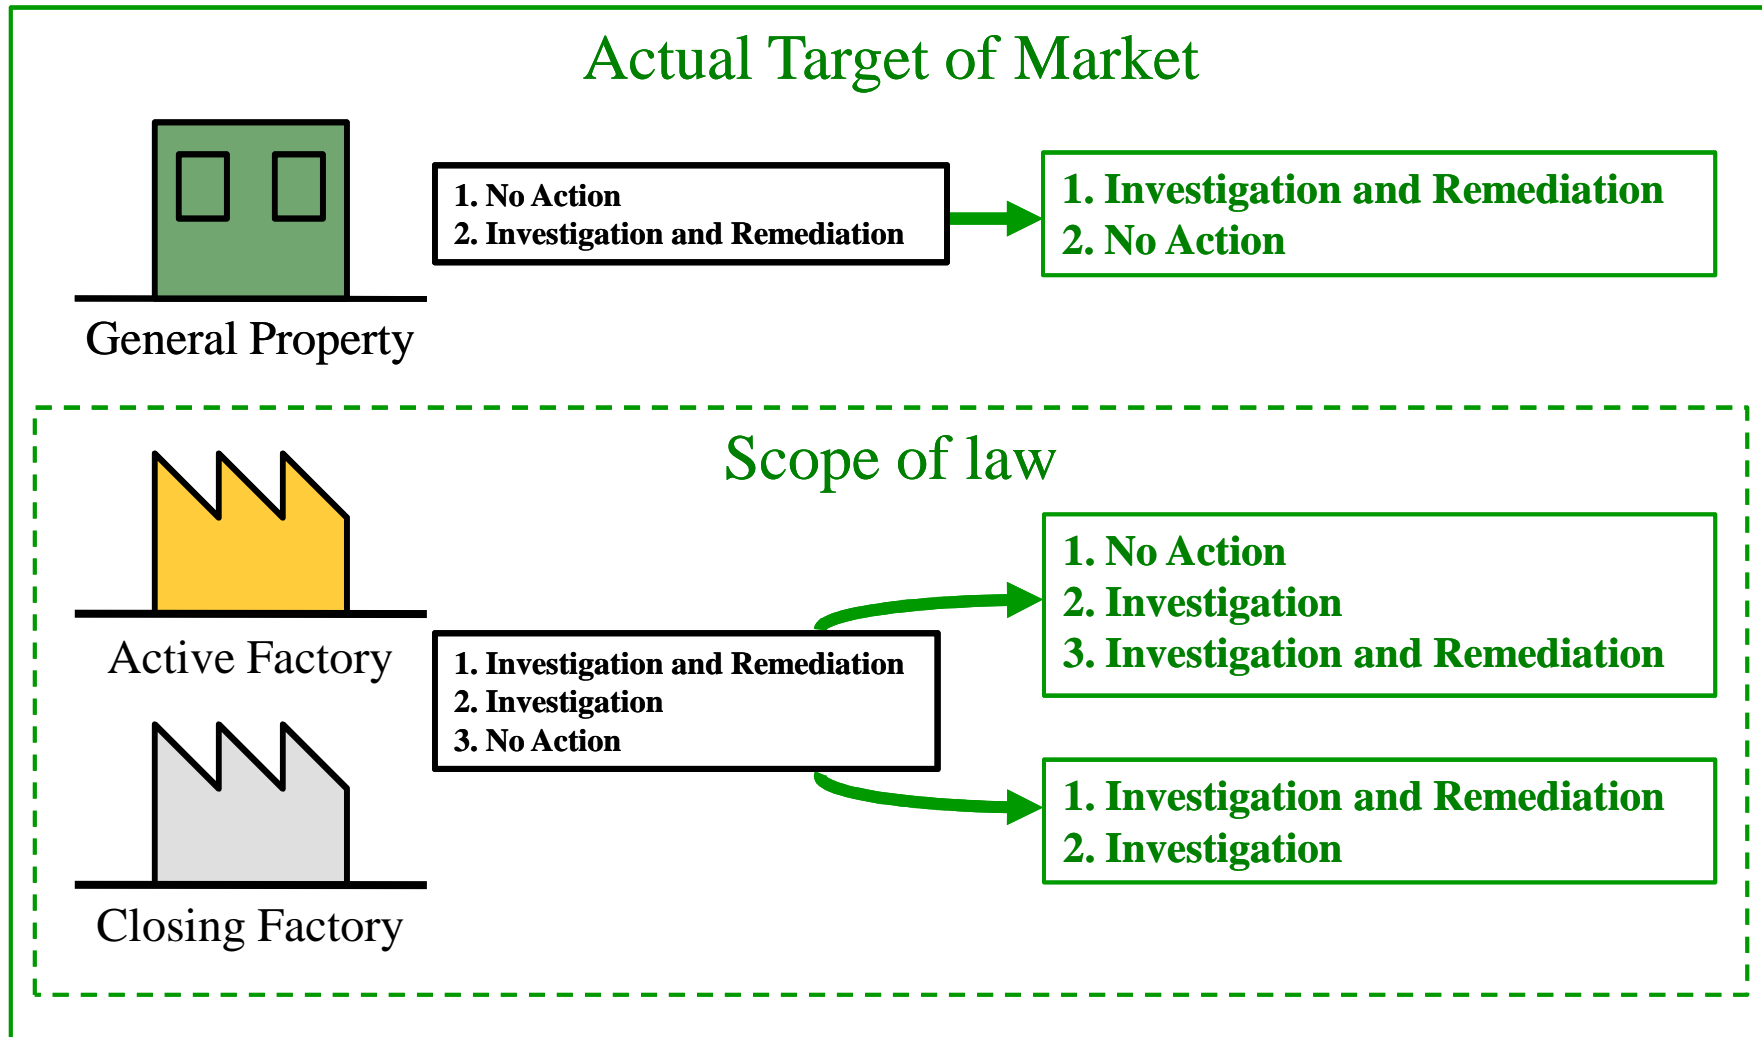 Actual Target of Market
1. No Action
2. Investigation and Remediation
1. Investigation and Remediation
2. No Action
General Property
Scope of law
Active Factory
1. Investigation and Remediation
2. Investigation
3. No Action
1. No Action
2. Investigation
3. Investigation and Remediation
1. Investigation and Remediation
2. Investigation
Closing Factory